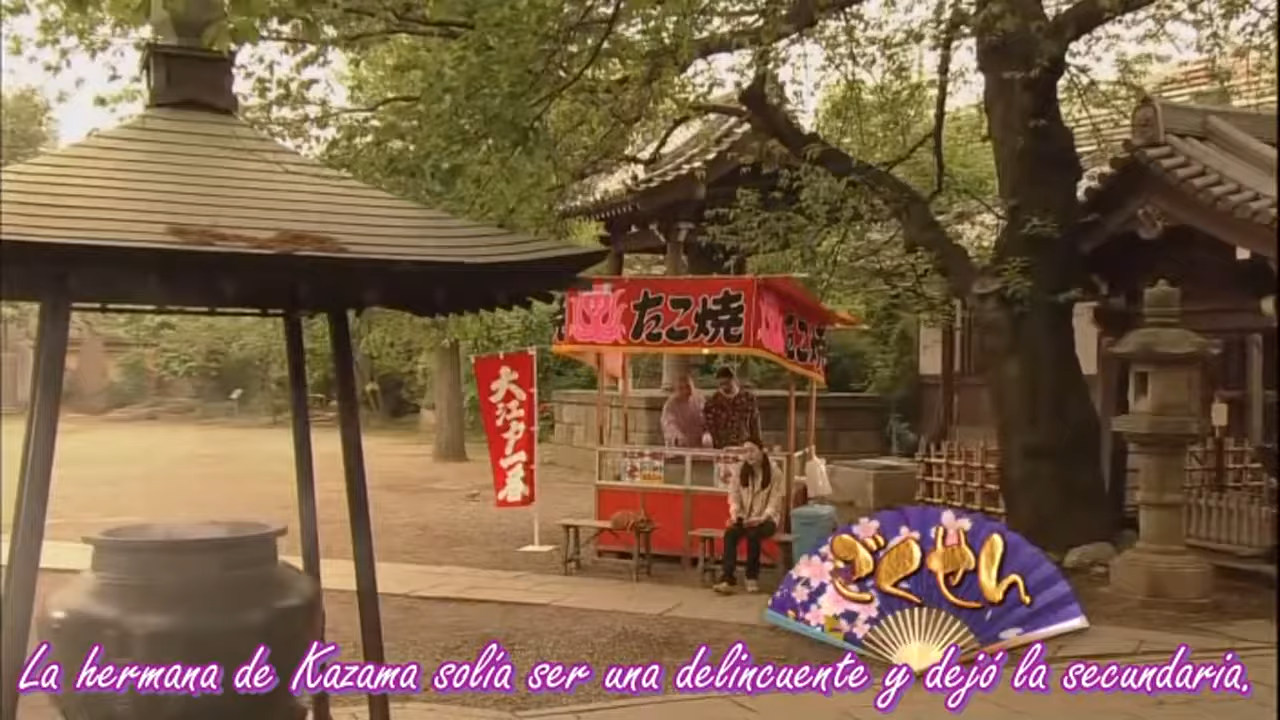 たこ焼
たこ焼
大江戸一番
ごくせん
La hermana de Kazama solía ser una delincuente y dejó la secundaria.